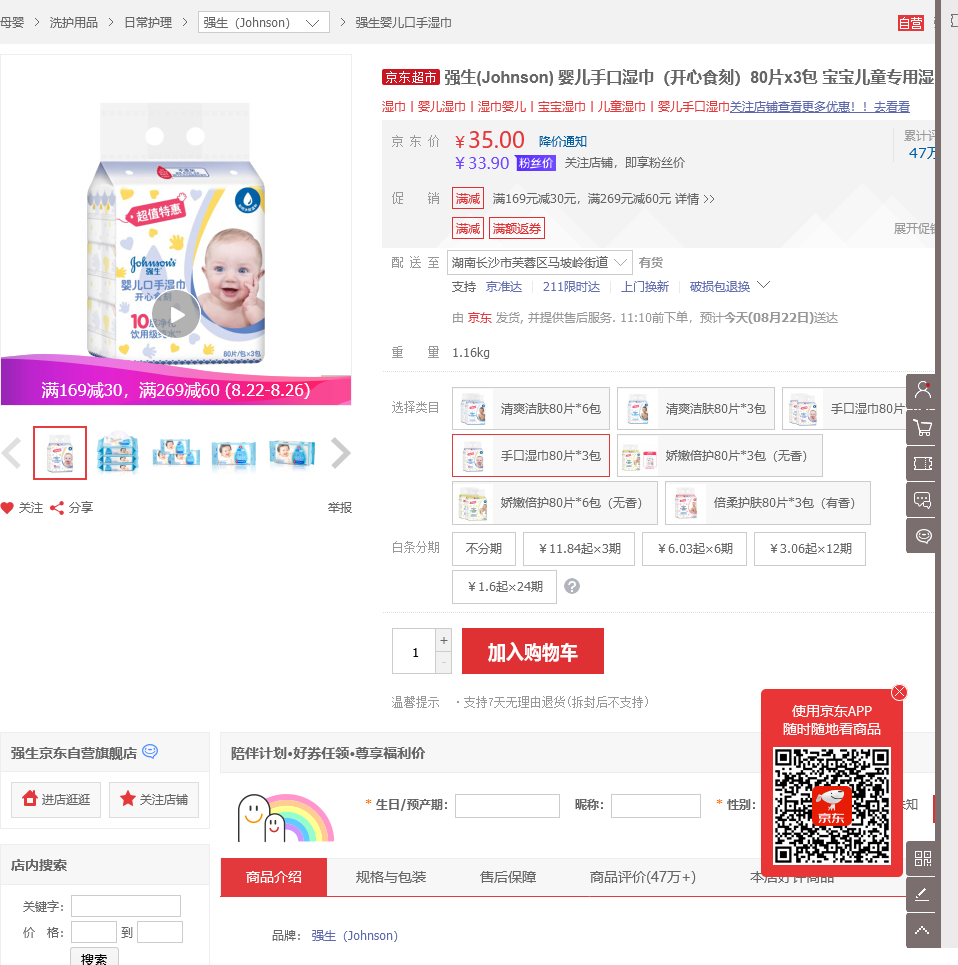 母婴 > 洗护用品 > 日常护理 > 强生（Johnson） > 强生婴儿口手湿巾
自营
京东超市 强生(Johnson) 婴儿手口湿巾（开心食刻）80片x3包 宝宝儿童专用湿
湿巾丨婴儿湿巾丨湿巾婴儿丨宝宝湿巾丨儿童湿巾丨婴儿手口湿巾关注店铺查看更多优惠！！去看看
京东价 ￥35.00 降价通知
累计评
￥33.90 粉丝价 关注店铺，即享粉丝价
47万
促销 满减 满169元减30元，满269元减60元 详情 >>
满减 满额返券
展开促
配送至 湖南长沙市芙蓉区马坡岭街道 有货
支持 京准达 211限时达 上门换新 破损包退换
由 京东 发货, 并提供售后服务. 11:10前下单，预计今天(08月22日)送达
重量 1.16kg
超值特惠
Johnson's
强生
婴儿口手湿巾
开心食刻
10
80片/包×3包
满169减30，满269减60 (8.22-8.26)
选择类目 清爽洁肤80片*6包 清爽洁肤80片*3包 手口湿巾80片
手口湿巾80片*3包 娇嫩倍护80片*3包（无香）
娇嫩倍护80片*6包（无香） 倍柔护肤80片*3包（有香）
关注 分享 举报
白条分期 不分期 ￥11.84起×3期 ￥6.03起×6期 ￥3.06起×12期
￥1.6起×24期 ?
1 + - 加入购物车
温馨提示 · 支持7天无理由退货(拆封后不支持)
使用京东APP
随时随地看商品
京东
强生京东自营旗舰店
进店逛逛 关注店铺
陪伴计划•好券任领•尊享福利价
* 生日/预产期： 昵称： * 性别： 知
店内搜索
关键字：
价 格： 到
搜索
商品介绍 规格与包装 售后保障 商品评价(47万+) 本店好评商品
品牌： 强生（Johnson）